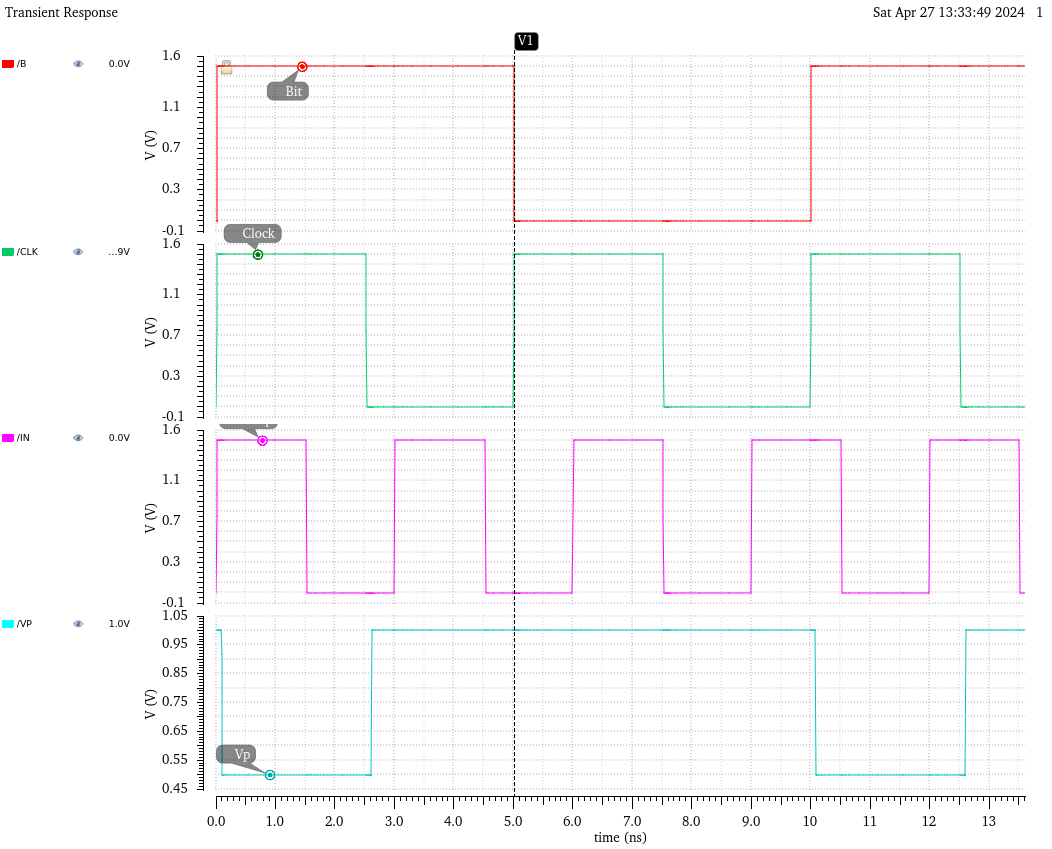 Transient Response
Sat Apr 27 13:33:49 2024 1
V1
/B 0.0V
1.6
1.1
0.7
0.3
-0.1
V (V)
Bit
/CLK ...9V
1.6
1.1
0.7
0.3
-0.1
V (V)
Clock
/IN 0.0V
1.6
1.1
0.7
0.3
-0.1
V (V)
/VP 1.0V
1.05
0.95
0.85
0.75
0.65
0.55
0.45
V (V)
Vp
0.0 1.0 2.0 3.0 4.0 5.0 6.0 7.0 8.0 9.0 10 11 12 13
time (ns)